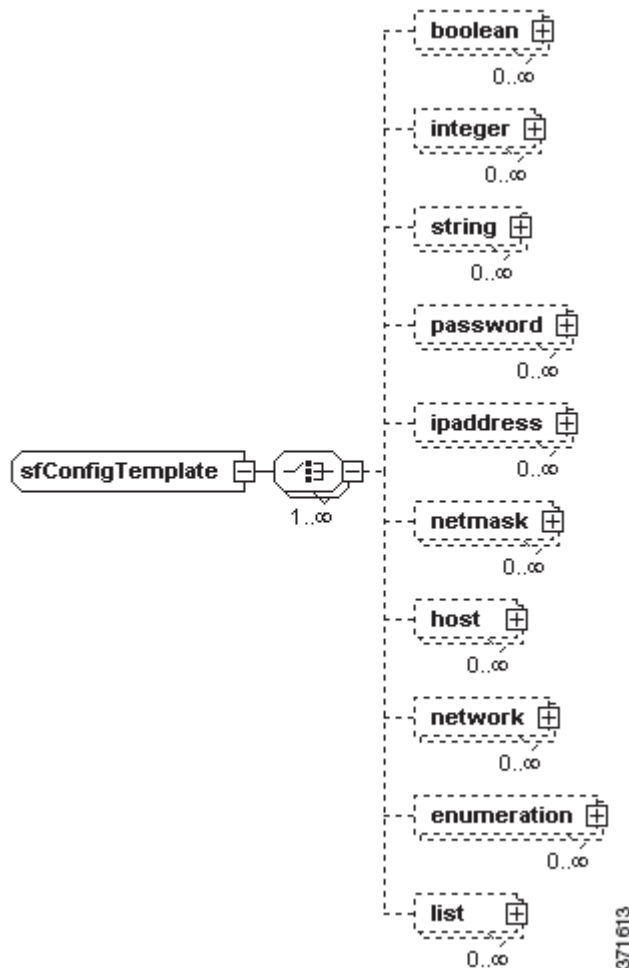 boolean
0..∞
integer
0..∞
string
0..∞
password
0..∞
ipaddress
0..∞
sfConfigTemplate
1..∞
netmask
0..∞
host
0..∞
network
0..∞
enumeration
0..∞
list
0..∞
371613